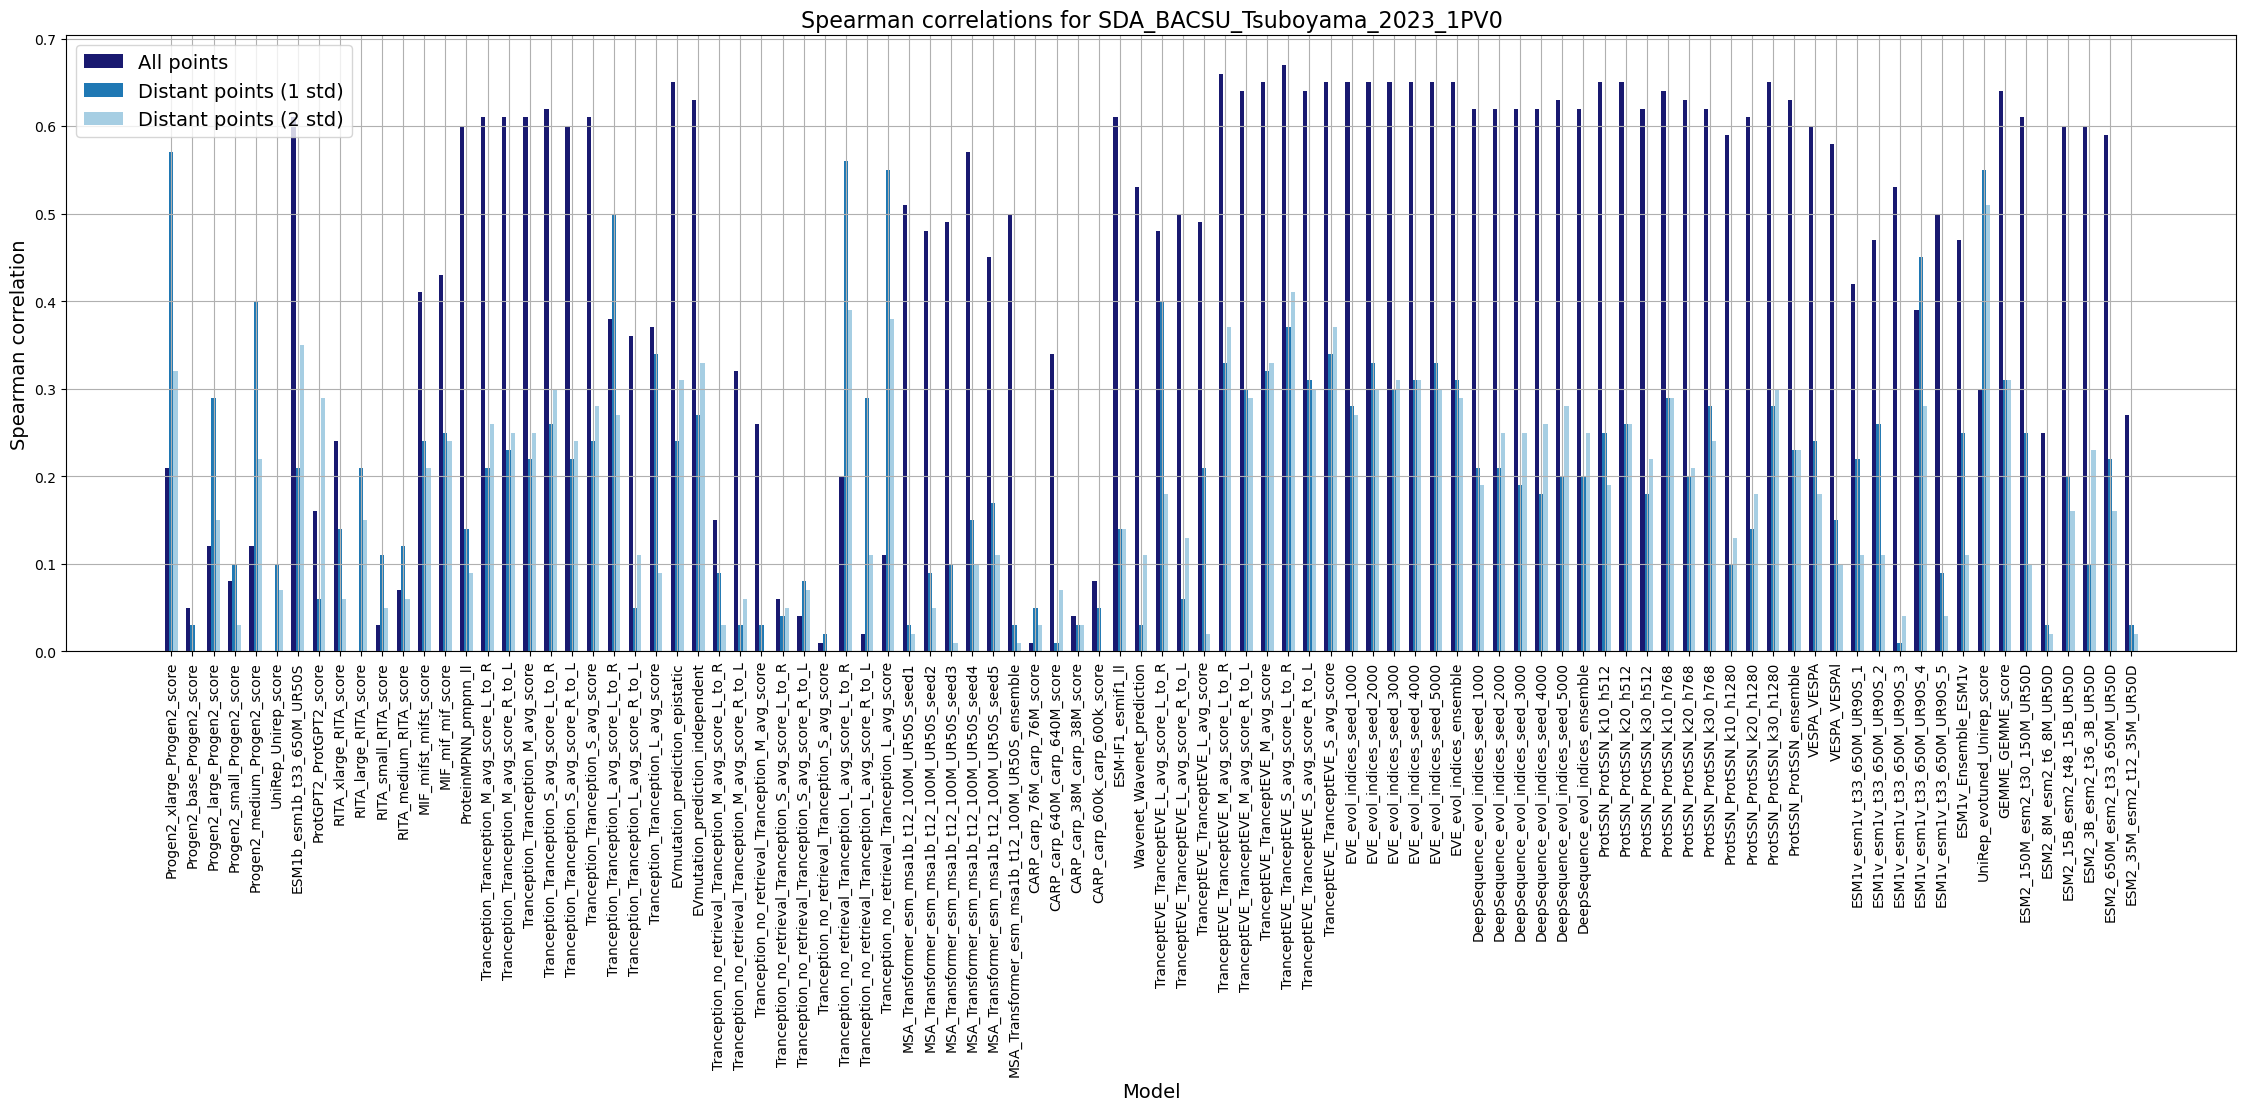 Spearman correlations for SDA_BACSU_Tsuboyama_2023_1PV0
All points
Distant points (1 std)
Distant points (2 std)
Spearman correlation
0.7
0.6
0.5
0.4
0.3
0.2
0.1
0.0
Progen2_xlarge_Progen2_score
Progen2_base_Progen2_score
Progen2_large_Progen2_score
Progen2_small_Progen2_score
Progen2_medium_Progen2_score
UniRep_Unirep_score
ESM1b_esm1b_t33_650M_UR50S
ProtGPT2_ProtGPT2_score
RITA_xlarge_RITA_score
RITA_large_RITA_score
RITA_small_RITA_score
RITA_medium_RITA_score
MIF_mifst_mifst_score
MIF_mif_mif_score
ProteinMPNN_pmpnn_ll
Tranception_Tranception_M_avg_score_L_to_R
Tranception_Tranception_M_avg_score_R_to_L
Tranception_Tranception_M_avg_score
Tranception_Tranception_S_avg_score_L_to_R
Tranception_Tranception_S_avg_score_R_to_L
Tranception_Tranception_S_avg_score
Tranception_Tranception_L_avg_score_L_to_R
Tranception_Tranception_L_avg_score_R_to_L
Tranception_Tranception_L_avg_score
EVmutation_prediction_epistatic
EVmutation_prediction_independent
Tranception_no_retrieval_Tranception_M_avg_score_L_to_R
Tranception_no_retrieval_Tranception_M_avg_score_R_to_L
Tranception_no_retrieval_Tranception_M_avg_score
Tranception_no_retrieval_Tranception_S_avg_score_L_to_R
Tranception_no_retrieval_Tranception_S_avg_score_R_to_L
Tranception_no_retrieval_Tranception_S_avg_score
Tranception_no_retrieval_Tranception_L_avg_score_L_to_R
Tranception_no_retrieval_Tranception_L_avg_score_R_to_L
Tranception_no_retrieval_Tranception_L_avg_score
MSA_Transformer_esm_msa1b_t12_100M_UR50S_seed1
MSA_Transformer_esm_msa1b_t12_100M_UR50S_seed2
MSA_Transformer_esm_msa1b_t12_100M_UR50S_seed3
MSA_Transformer_esm_msa1b_t12_100M_UR50S_seed4
MSA_Transformer_esm_msa1b_t12_100M_UR50S_seed5
MSA_Transformer_esm_msa1b_t12_100M_UR50S_ensemble
CARP_carp_76M_carp_76M_score
CARP_carp_640M_carp_640M_score
CARP_carp_38M_carp_38M_score
CARP_carp_600k_carp_600k_score
ESM-IF1_esmif1_ll
Wavenet_Wavenet_prediction
TranceptEVE_TranceptEVE_L_avg_score_L_to_R
TranceptEVE_TranceptEVE_L_avg_score_R_to_L
TranceptEVE_TranceptEVE_L_avg_score
TranceptEVE_TranceptEVE_M_avg_score_L_to_R
TranceptEVE_TranceptEVE_M_avg_score_R_to_L
TranceptEVE_TranceptEVE_M_avg_score
TranceptEVE_TranceptEVE_S_avg_score_L_to_R
TranceptEVE_TranceptEVE_S_avg_score_R_to_L
TranceptEVE_TranceptEVE_S_avg_score
EVE_evol_indices_seed_1000
EVE_evol_indices_seed_2000
EVE_evol_indices_seed_3000
EVE_evol_indices_seed_4000
EVE_evol_indices_seed_5000
EVE_evol_indices_ensemble
DeepSequence_evol_indices_seed_1000
DeepSequence_evol_indices_seed_2000
DeepSequence_evol_indices_seed_3000
DeepSequence_evol_indices_seed_4000
DeepSequence_evol_indices_seed_5000
DeepSequence_evol_indices_ensemble
ProtSSN_ProtSSN_k10_h512
ProtSSN_ProtSSN_k20_h512
ProtSSN_ProtSSN_k30_h512
ProtSSN_ProtSSN_k10_h768
ProtSSN_ProtSSN_k20_h768
ProtSSN_ProtSSN_k30_h768
ProtSSN_ProtSSN_k10_h1280
ProtSSN_ProtSSN_k20_h1280
ProtSSN_ProtSSN_k30_h1280
ProtSSN_ProtSSN_ensemble
VESPA_VESPA
VESPA_VESPAl
ESM1v_esm1v_t33_650M_UR90S_1
ESM1v_esm1v_t33_650M_UR90S_2
ESM1v_esm1v_t33_650M_UR90S_3
ESM1v_esm1v_t33_650M_UR90S_4
ESM1v_esm1v_t33_650M_UR90S_5
ESM1v_Ensemble_ESM1v
UniRep_evotuned_Unirep_score
GEMME_GEMME_score
ESM2_150M_esm2_t30_150M_UR50D
ESM2_8M_esm2_t6_8M_UR50D
ESM2_15B_esm2_t48_15B_UR50D
ESM2_3B_esm2_t36_3B_UR50D
ESM2_650M_esm2_t33_650M_UR50D
ESM2_35M_esm2_t12_35M_UR50D
Model